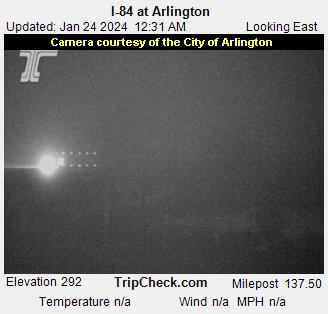 I-84 at Arlington
Updated: Jan 24 2024 12:31 AM Looking East
Camera courtesy of the City of Arlington
Elevation 292 TripCheck.com Milepost 137.50
Temperature n/a Wind n/a MPH n/a